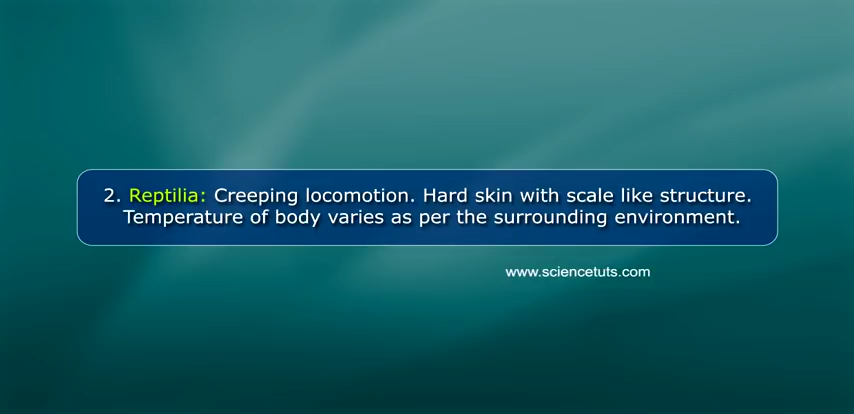 2. Reptilia: Creeping locomotion. Hard skin with scale like structure.
Temperature of body varies as per the surrounding environment.
www.sciencetuts.com